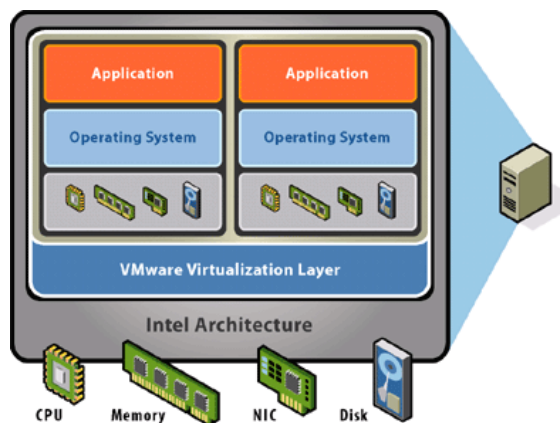 Application Application
Operating System Operating System
VMware Virtualization Layer
Intel Architecture
CPU Memory NIC Disk